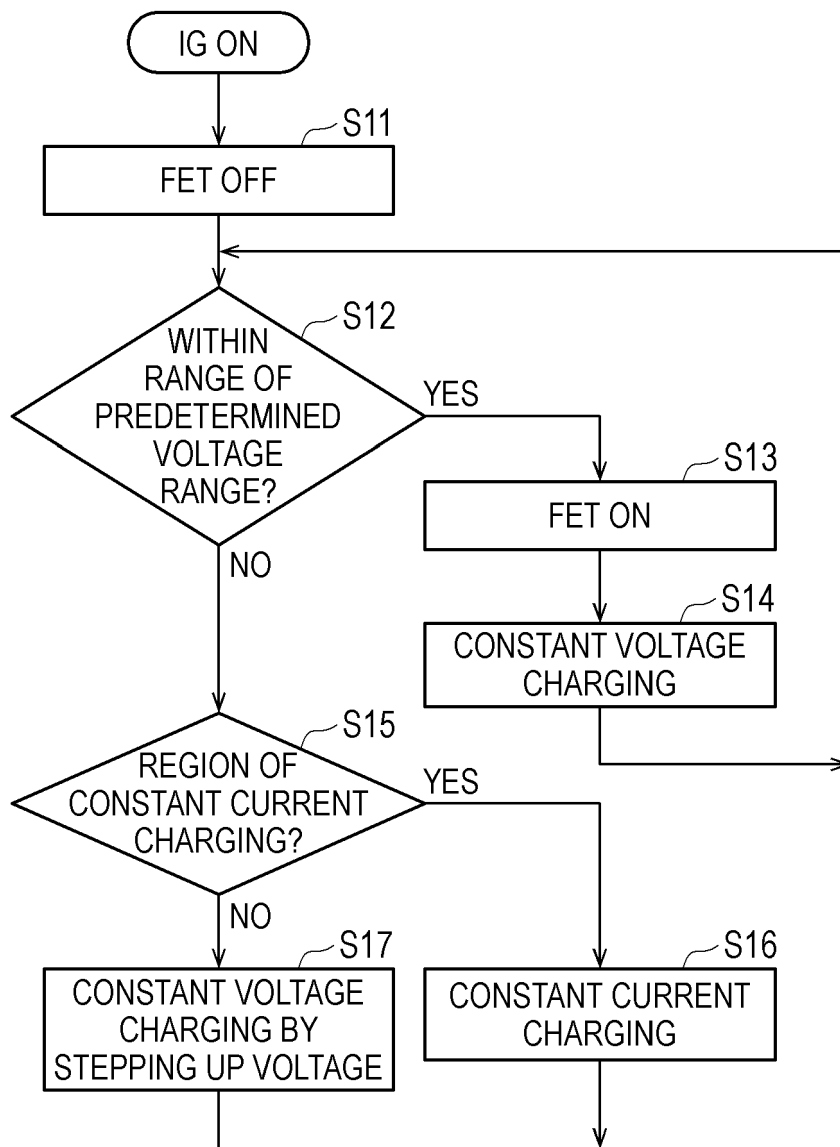 IG ON
S11
FET OFF
S12
WITHIN
RANGE OF
PREDETERMINED
VOLTAGE
RANGE?
YES
NO
S13
FET ON
S14
CONSTANT VOLTAGE
CHARGING
S15
REGION OF
CONSTANT CURRENT
CHARGING?
YES
NO
S17
CONSTANT VOLTAGE
CHARGING BY
STEPPING UP VOLTAGE
S16
CONSTANT CURRENT
CHARGING